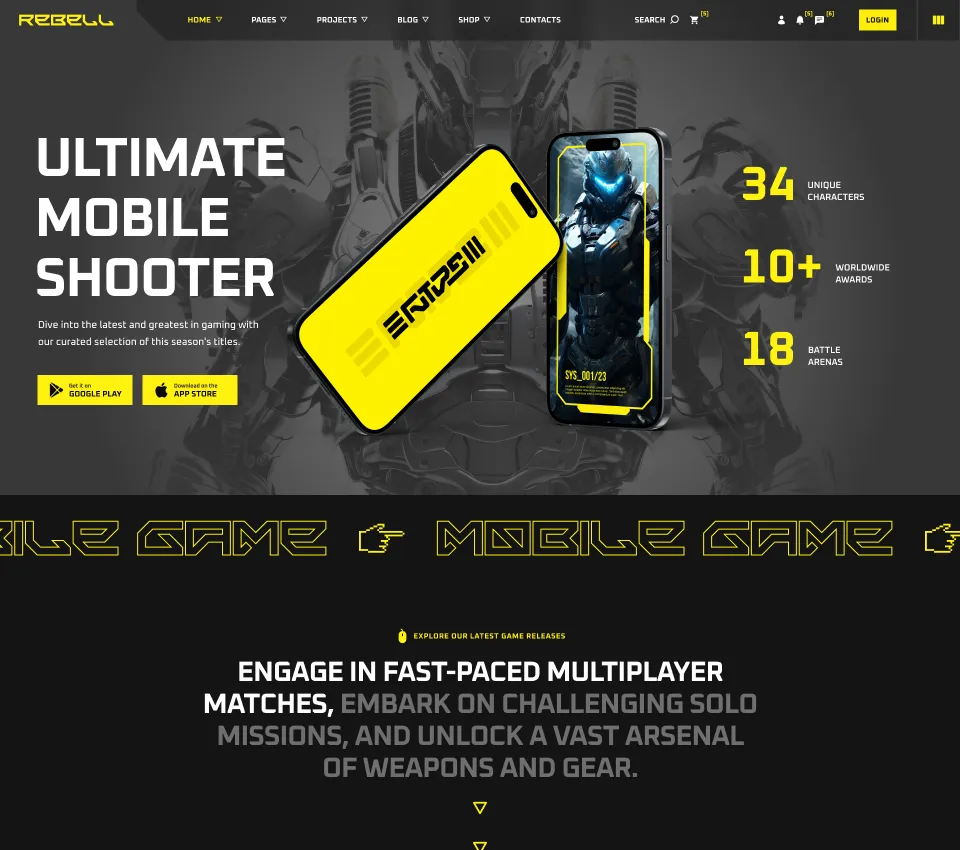 REBELL
HOME
PAGES
PROJECTS
BLOG
SHOP
CONTACTS
SEARCH
[5]
[5]
[6]
LOGIN
ULTIMATE
MOBILE
SHOOTER
Dive into the latest and greatest in gaming with
our curated selection of this season's titles.
Get it on
GOOGLE PLAY
Download on the
APP STORE
SYS_001/23
34
UNIQUE
CHARACTERS
10+
WORLDWIDE
AWARDS
18
BATTLE
ARENAS
BILE GAME MOBILE GAME
EXPLORE OUR LATEST GAME RELEASES
ENGAGE IN FAST-PACED MULTIPLAYER
MATCHES, EMBARK ON CHALLENGING SOLO
MISSIONS, AND UNLOCK A VAST ARSENAL
OF WEAPONS AND GEAR.